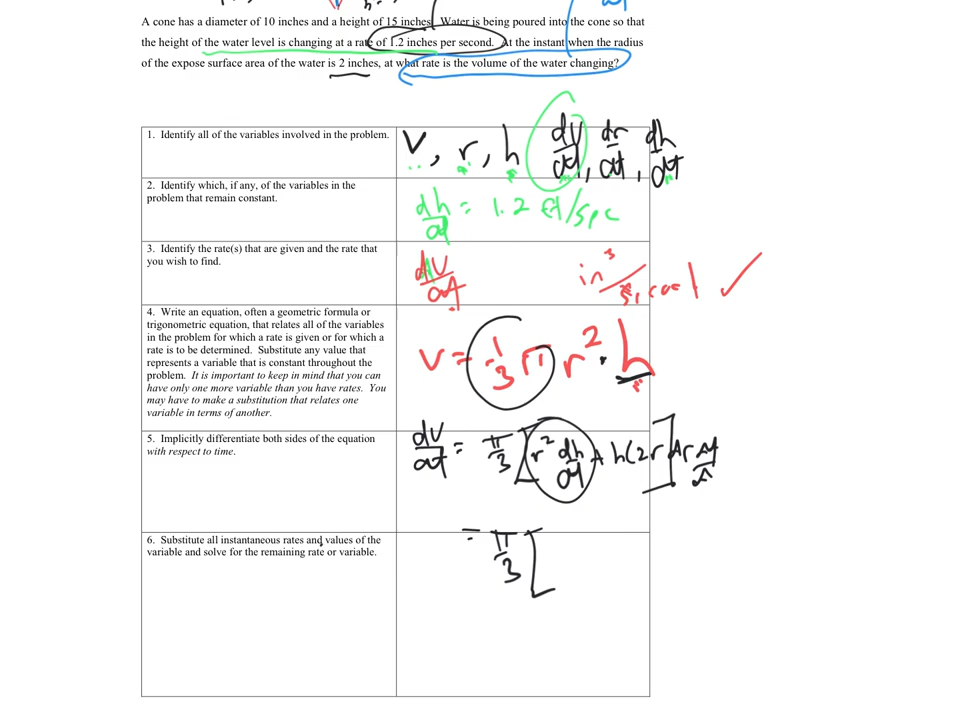 A cone has a diameter of 10 inches and a height of 15 inches. Water is being poured into the cone so that
the height of the water level is changing at a rate of 1.2 inches per second. At the instant when the radius
of the expose surface area of the water is 2 inches, at what rate is the volume of the water changing?
1. Identify all of the variables involved in the problem.
V, r, h dV/dt, dr/dt, dh/dt
2. Identify which, if any, of the variables in the
problem that remain constant.
dh/dt = 1.2 /sec
3. Identify the rate(s) that are given and the rate that
you wish to find.
dV/dt in³/second ✓
4. Write an equation, often a geometric formula or
trigonometric equation, that relates all of the variables
in the problem for which a rate is given or for which a
rate is to be determined. Substitute any value that
represents a variable that is constant throughout the
problem. It is important to keep in mind that you can
have only one more variable than you have rates. You
may have to make a substitution that relates one
variable in terms of another.
V = 1/3 π r² · h
5. Implicitly differentiate both sides of the equation
with respect to time.
dV/dt = π/3 [r² dh/dt + h(2r]
6. Substitute all instantaneous rates and values of the
variable and solve for the remaining rate or variable.
= π/3 [